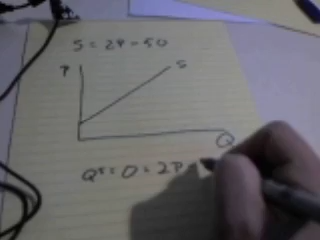 S = 2P - 50
P
S
Q
Qˢ = 0 = 2P